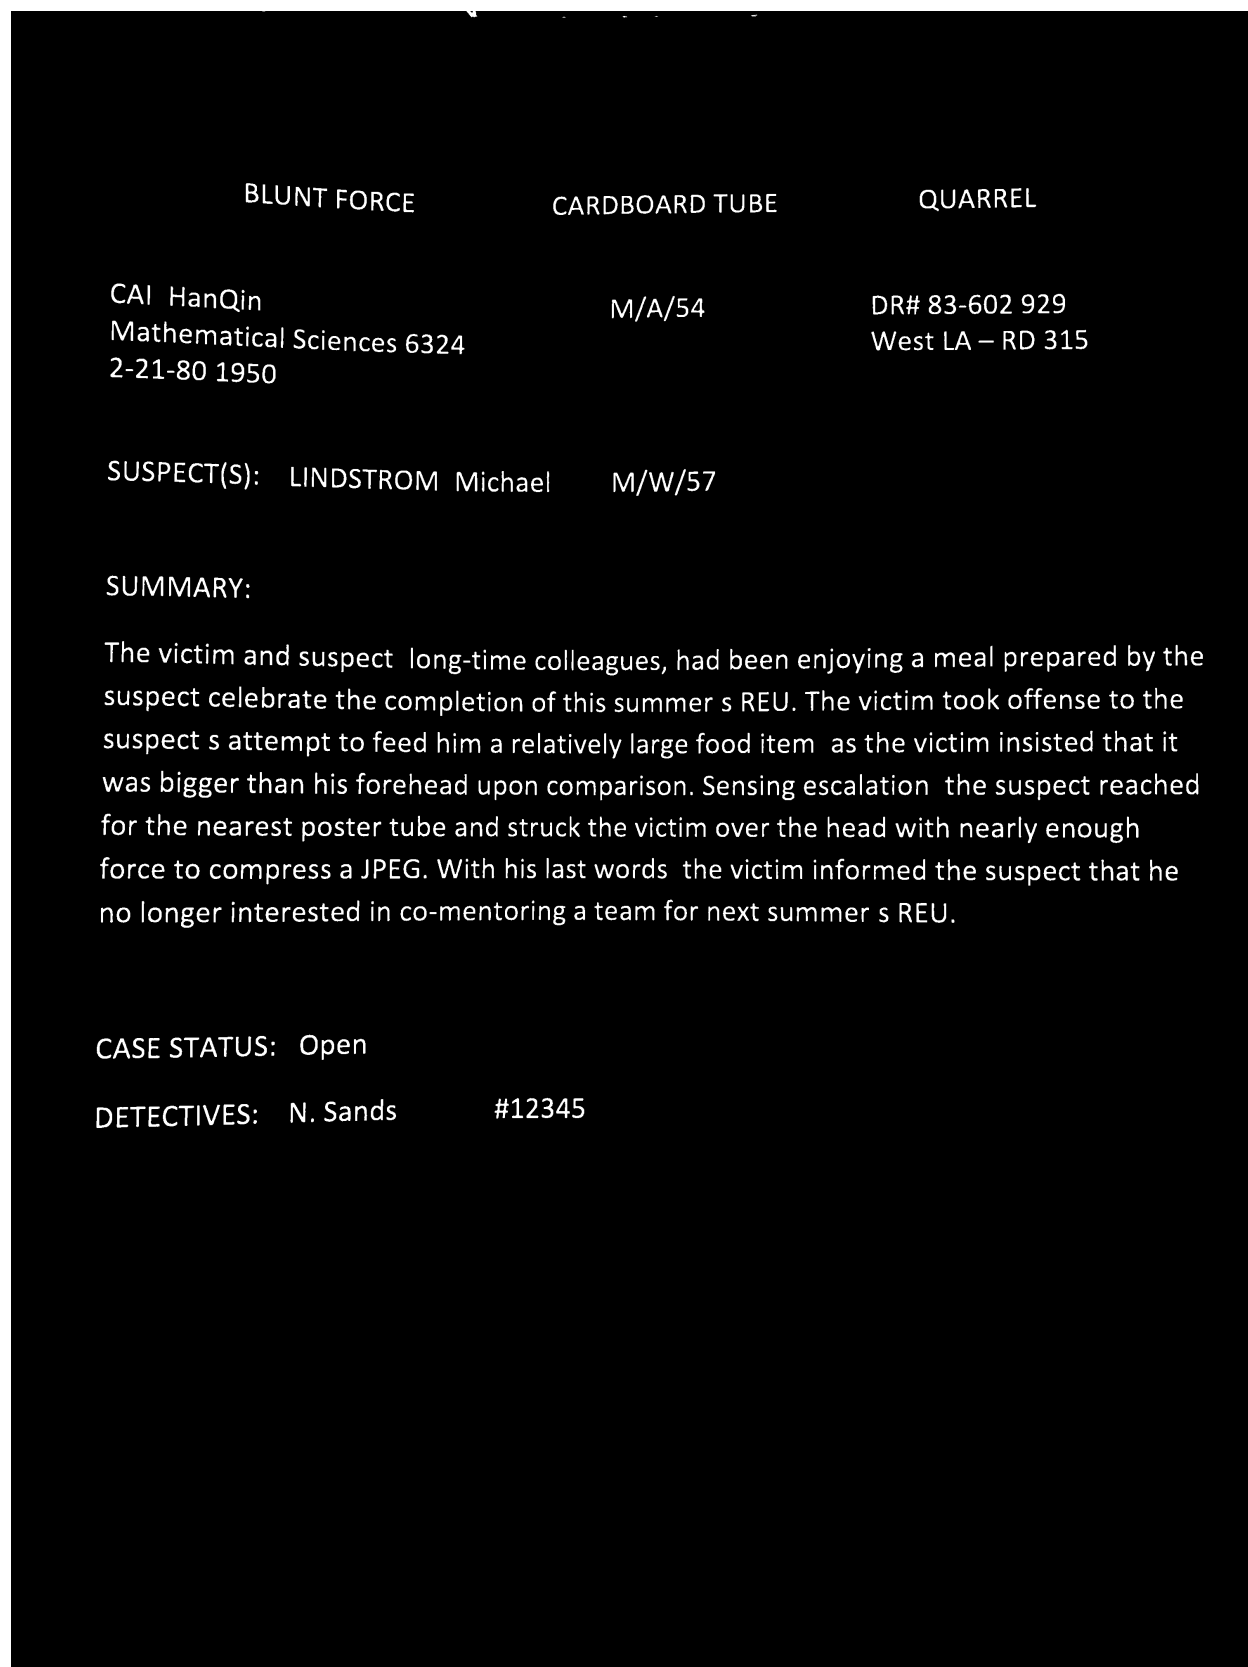 BLUNT FORCE CARDBOARD TUBE QUARREL
CAI HanQin M/A/54 DR# 83-602 929
Mathematical Sciences 6324 West LA – RD 315
2-21-80 1950
SUSPECT(S): LINDSTROM Michael M/W/57
SUMMARY:
The victim and suspect long-time colleagues, had been enjoying a meal prepared by the
suspect celebrate the completion of this summer s REU. The victim took offense to the
suspect s attempt to feed him a relatively large food item as the victim insisted that it
was bigger than his forehead upon comparison. Sensing escalation the suspect reached
for the nearest poster tube and struck the victim over the head with nearly enough
force to compress a JPEG. With his last words the victim informed the suspect that he
no longer interested in co-mentoring a team for next summer s REU.
CASE STATUS: Open
DETECTIVES: N. Sands #12345